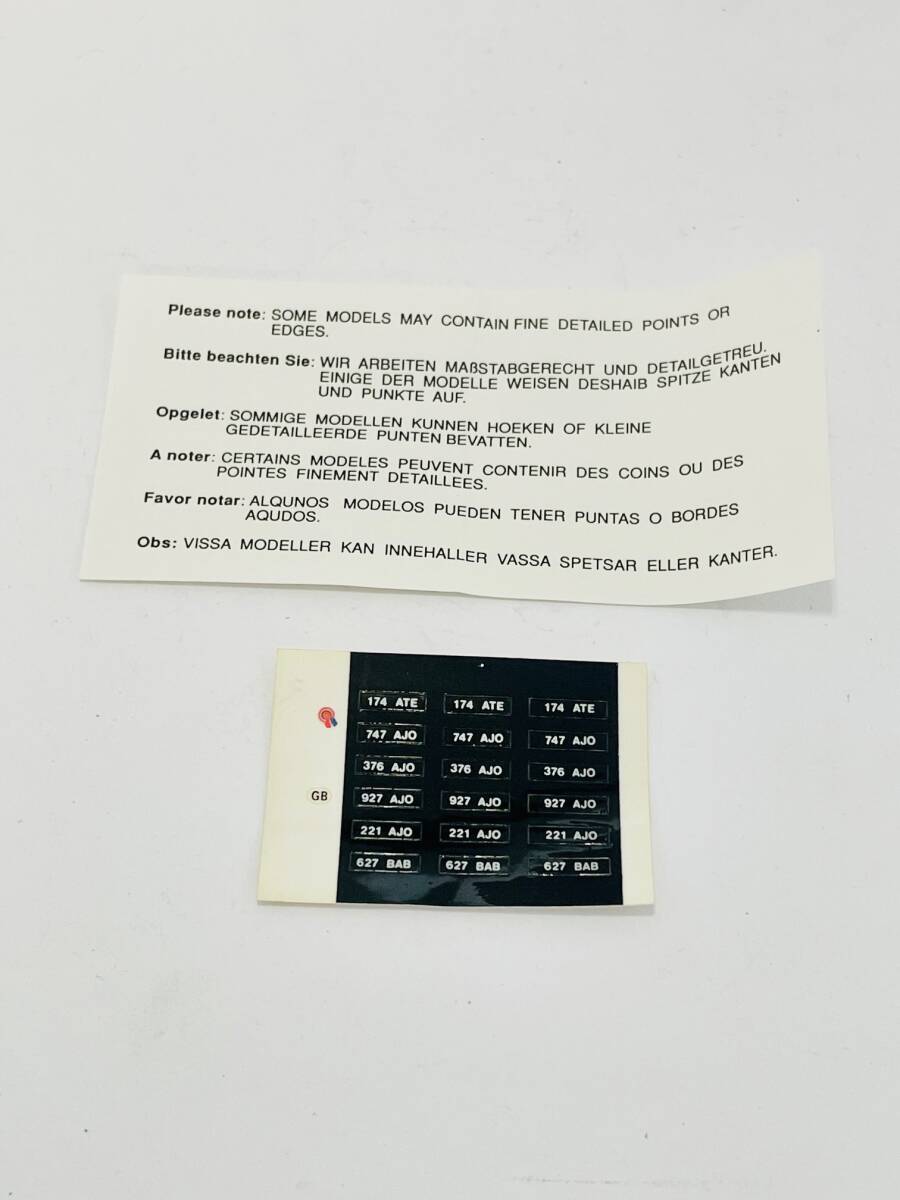 Please note: SOME MODELS MAY CONTAIN FINE DETAILED POINTS OR
EDGES.
Bitte beachten Sie: WIR ARBEITEN MAßSTABGERECHT UND DETAILGETREU.
EINIGE DER MODELLE WEISEN DESHAIB SPITZE KANTEN
UND PUNKTE AUF.
Opgelet: SOMMIGE MODELLEN KUNNEN HOEKEN OF KLEINE
GEDETAILLEERDE PUNTEN BEVATTEN.
A noter: CERTAINS MODELES PEUVENT CONTENIR DES COINS OU DES
POINTES FINEMENT DETAILLEES.
Favor notar: ALQUNOS MODELOS PUEDEN TENER PUNTAS O BORDES
AQUDOS.
Obs: VISSA MODELLER KAN INNEHALLER VASSA SPETSAR ELLER KANTER.
174 ATE 174 ATE 174 ATE
747 AJO 747 AJO 747 AJO
376 AJO 376 AJO 376 AJO
GB 927 AJO 927 AJO 927 AJO
221 AJO 221 AJO 221 AJO
627 BAB 627 BAB 627 BAB